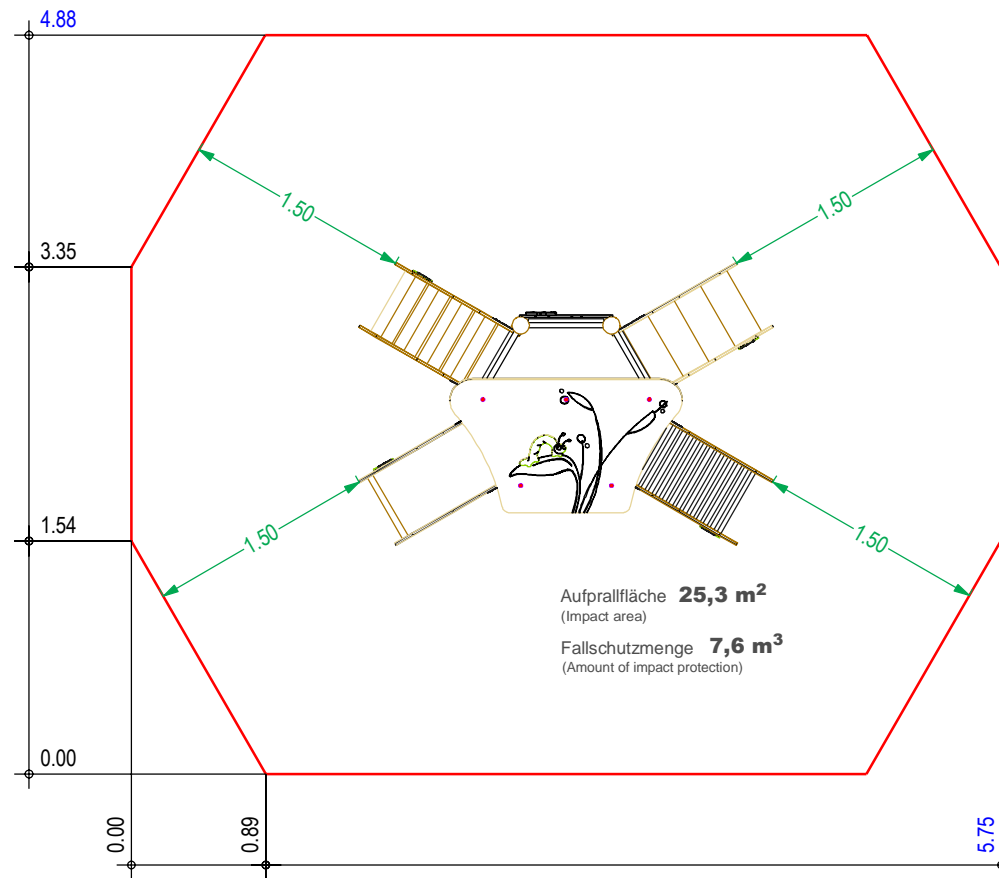 4.88
1.50
1.50
3.35
1.54
1.50
1.50
Aufprallfläche 25,3 m²
(Impact area)
Fallschutzmenge 7,6 m³
(Amount of impact protection)
0.00
0.00
0.89
5.75